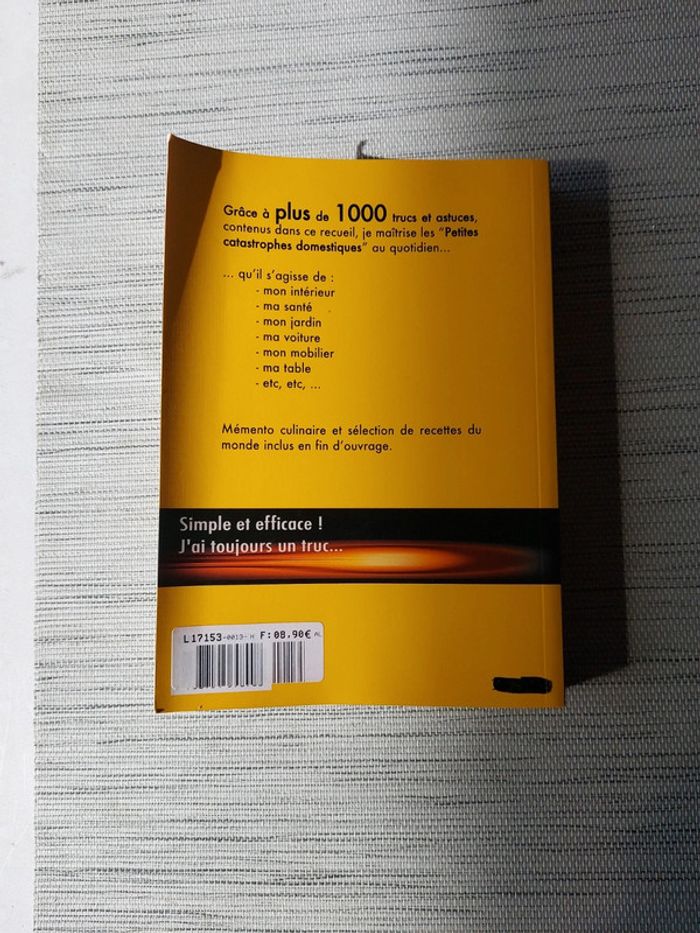 Grâce à plus de 1000 trucs et astuces,
contenus dans ce recueil, je maîtrise les "Petites
catastrophes domestiques" au quotidien...
... qu'il s'agisse de :
- mon intérieur
- ma santé
- mon jardin
- ma voiture
- mon mobilier
- ma table
- etc, etc, ...
Mémento culinaire et sélection de recettes du
monde inclus en fin d'ouvrage.
Simple et efficace !
J'ai toujours un truc...
L17153-0013-H F:08,90€ AL